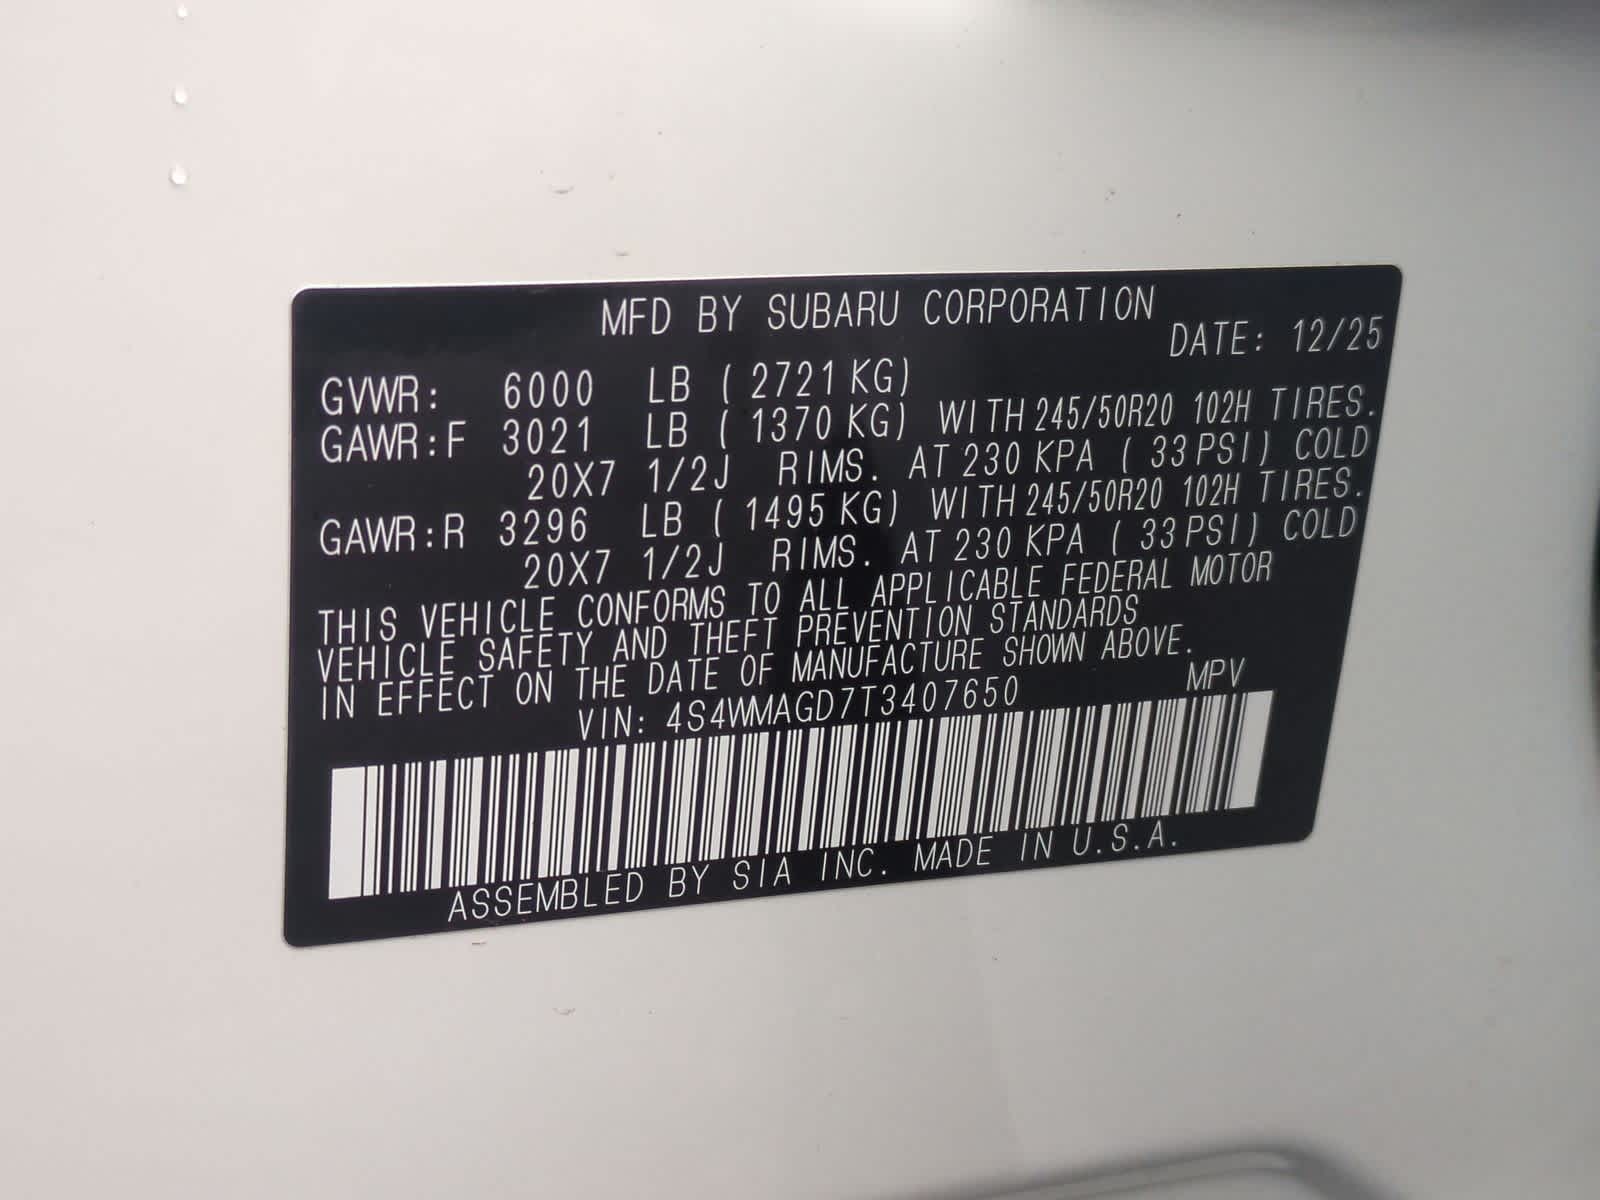 MFD BY SUBARU CORPORATION
DATE: 12/25
GVWR: 6000 LB ( 2721 KG)
GAWR:F 3021 LB ( 1370 KG) WITH 245/50R20 102H TIRES.
20X7 1/2J RIMS. AT 230 KPA ( 33 PSI) COLD
GAWR:R 3296 LB ( 1495 KG) WITH 245/50R20 102H TIRES.
20X7 1/2J RIMS. AT 230 KPA ( 33 PSI) COLD
THIS VEHICLE CONFORMS TO ALL APPLICABLE FEDERAL MOTOR
VEHICLE SAFETY AND THEFT PREVENTION STANDARDS
IN EFFECT ON THE DATE OF MANUFACTURE SHOWN ABOVE.
VIN: 4S4WMAGD7T3407650 MPV
ASSEMBLED BY SIA INC. MADE IN U.S.A.